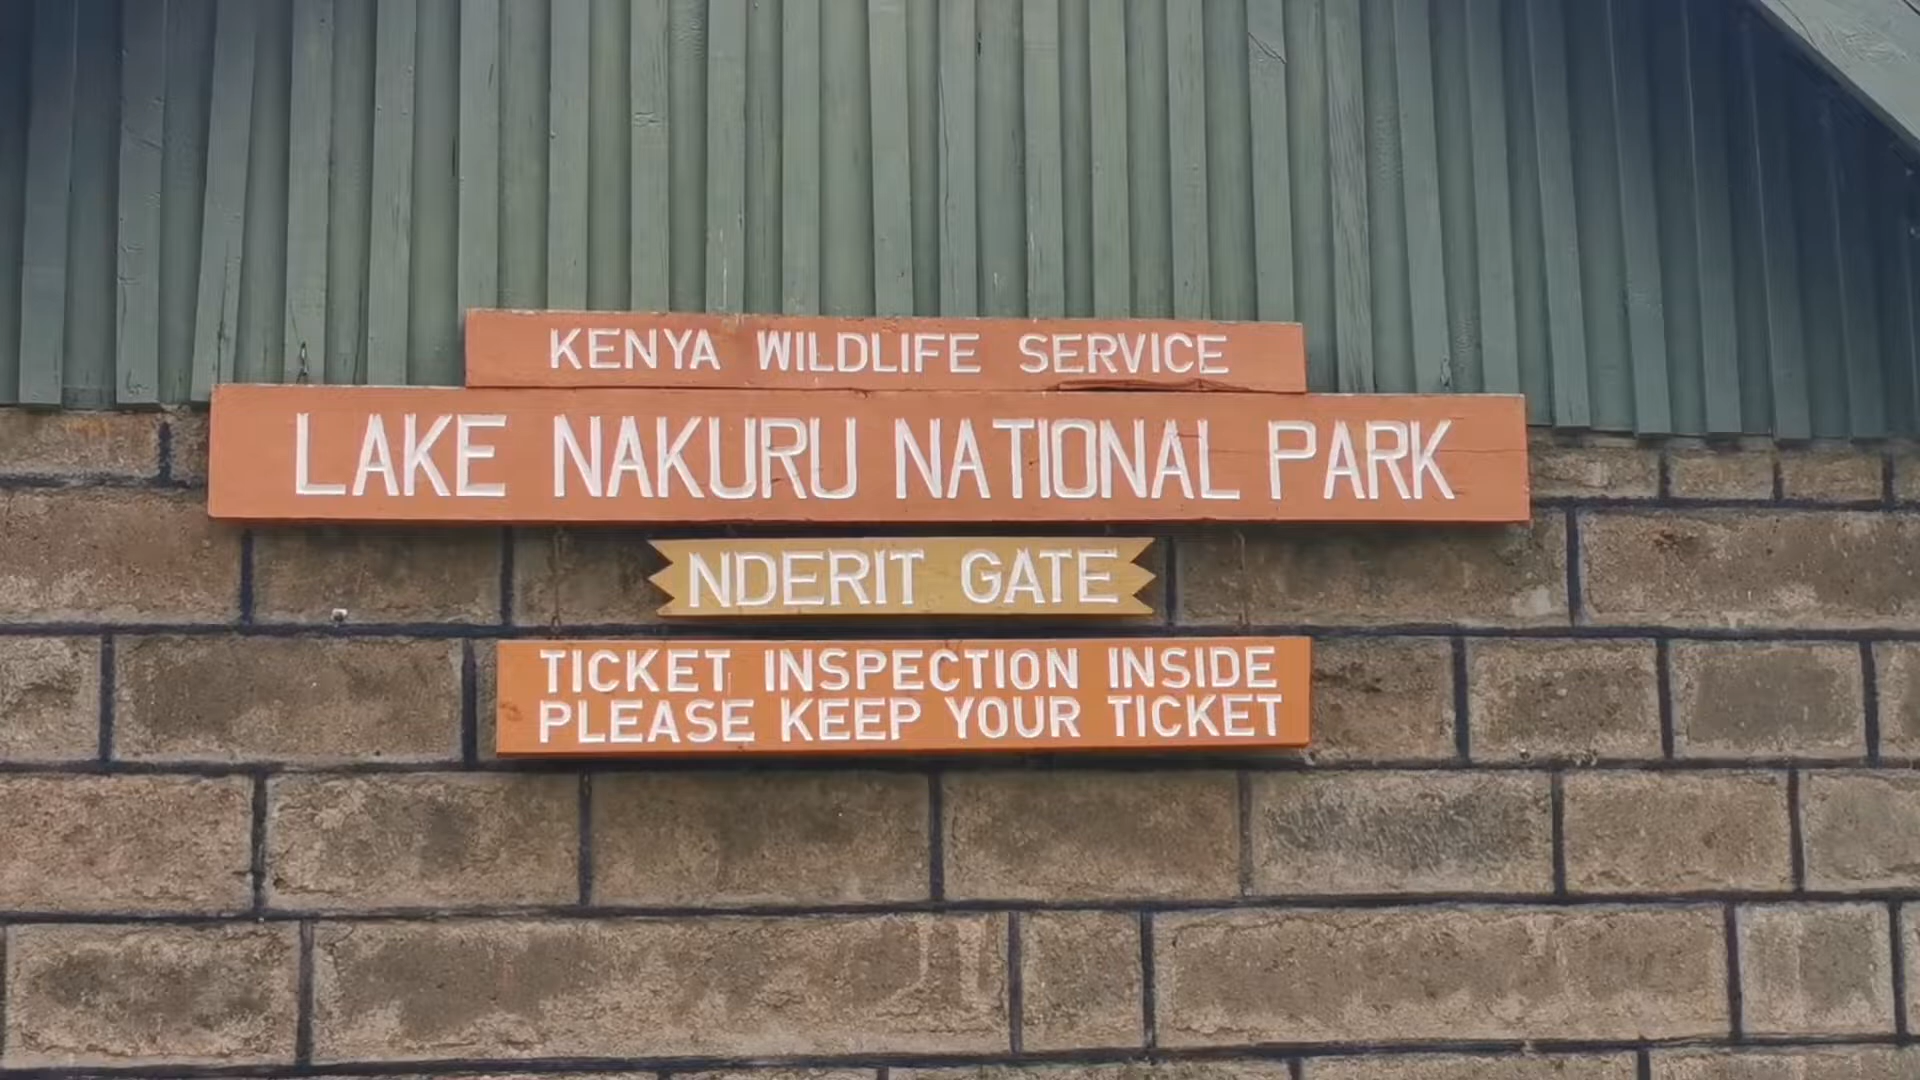 KENYA WILDLIFE SERVICE
LAKE NAKURU NATIONAL PARK
NDERIT GATE
TICKET INSPECTION INSIDE
PLEASE KEEP YOUR TICKET